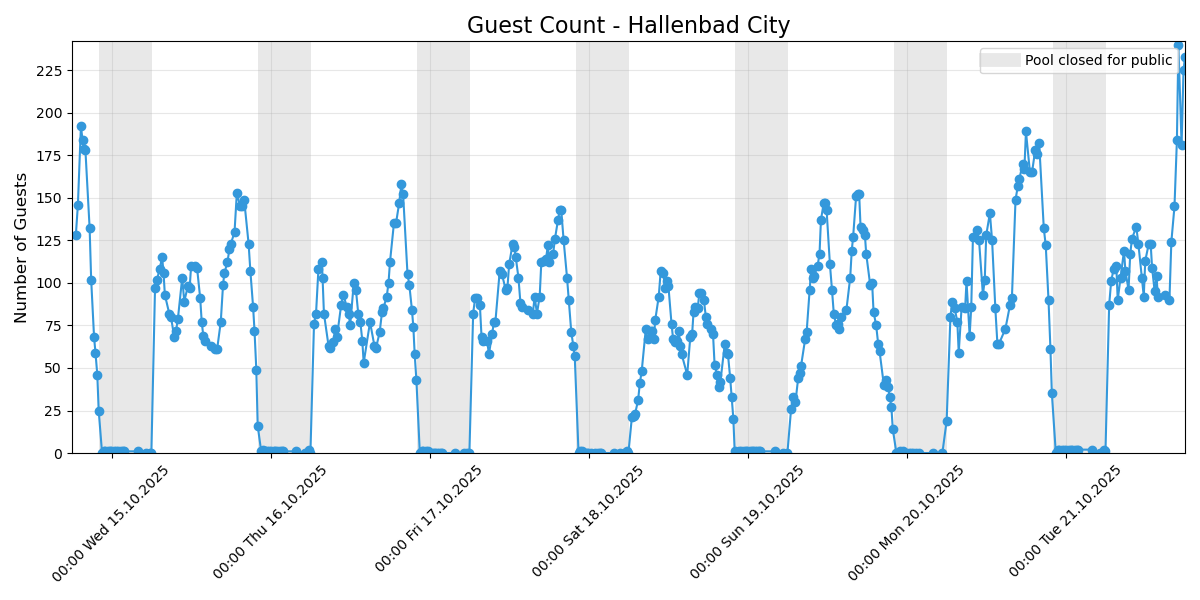 Guest Count - Hallenbad City
Pool closed for public
Number of Guests
225
200
175
150
125
100
75
50
25
0
00:00 Wed 15.10.2025
00:00 Thu 16.10.2025
00:00 Fri 17.10.2025
00:00 Sat 18.10.2025
00:00 Sun 19.10.2025
00:00 Mon 20.10.2025
00:00 Tue 21.10.2025